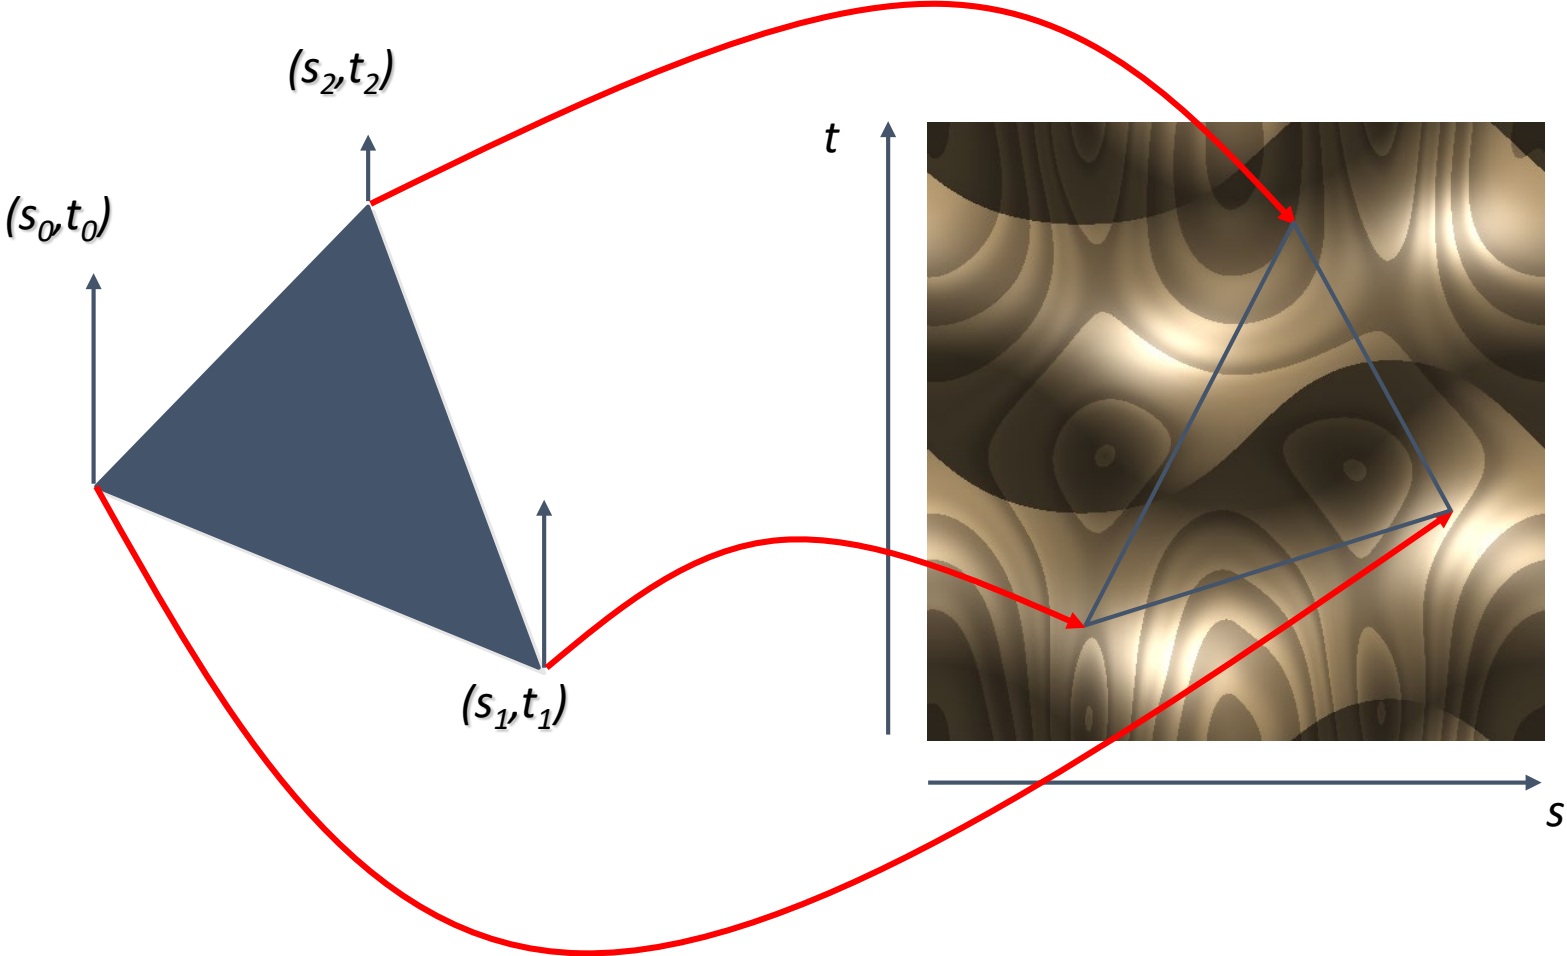 (s₂,t₂)
t
(s₀,t₀)
(s₁,t₁)
s